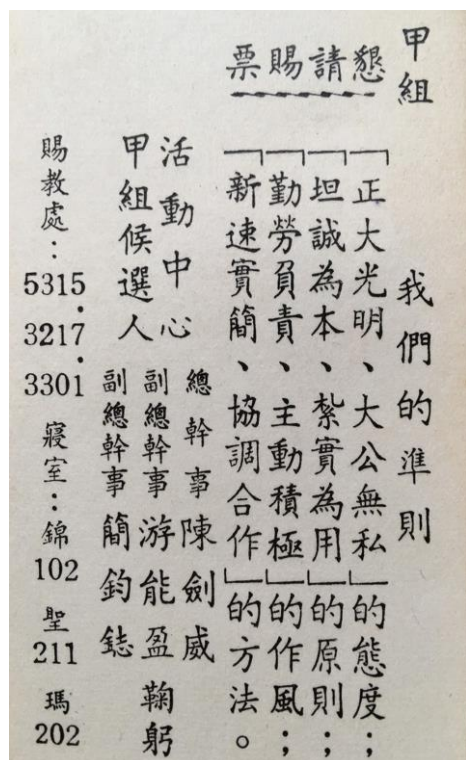 甲組　我們的準則
懇請賜票
「正大光明、大公無私」的態度；
「坦誠為本、紮實為用」的原則；
「勤勞負責、主動積極」的作風；
「新速實簡、協調合作」的方法。
活動中心
甲組候選人
總幹事 陳劍威
副總幹事 游能盈 鞠躬
副總幹事 簡鈞鋕
賜教處：5315．3217．3301 寢室：錦102 聖211 瑪202